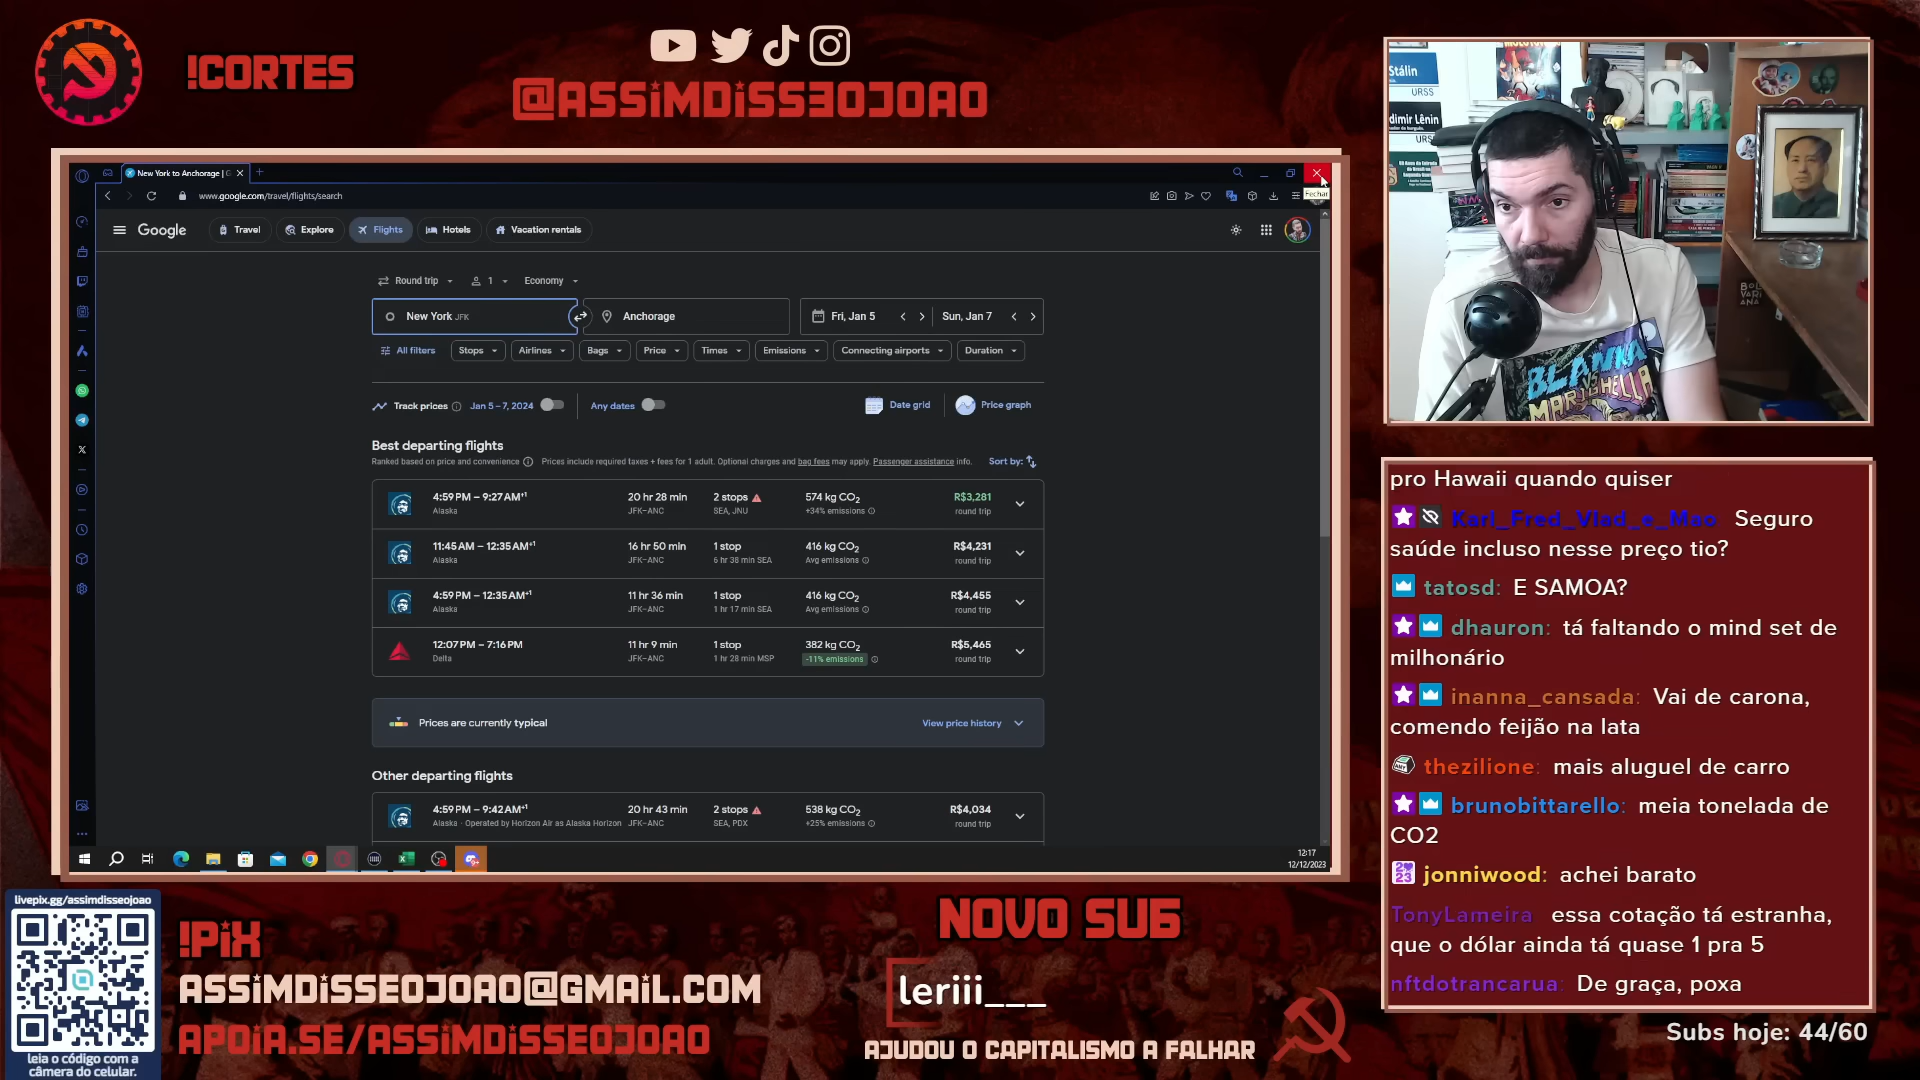 !CORTES
@ASSIMDISSEOJOAO
New York to Anchorage | G
www.google.com/travel/flights/search
Fechar
Google
Travel
Explore
Flights
Hotels
Vacation rentals
Round trip
1
Economy
New York JFK
Anchorage
Fri, Jan 5
Sun, Jan 7
All filters
Stops
Airlines
Bags
Price
Times
Emissions
Connecting airports
Duration
Track prices
Jan 5 – 7, 2024
Any dates
Date grid
Price graph
Best departing flights
Ranked based on price and convenience
Prices include required taxes + fees for 1 adult. Optional charges and bag fees may apply. Passenger assistance info.
Sort by:
4:59 PM – 9:27 AM+1 20 hr 28 min 2 stops 574 kg CO2 R$3,281
Alaska JFK–ANC SEA, JNU +34% emissions round trip
11:45 AM – 12:35 AM+1 16 hr 50 min 1 stop 416 kg CO2 R$4,231
Alaska JFK–ANC 6 hr 38 min SEA Avg emissions round trip
4:59 PM – 12:35 AM+1 11 hr 36 min 1 stop 416 kg CO2 R$4,455
Alaska JFK–ANC 1 hr 17 min SEA Avg emissions round trip
12:07 PM – 7:16 PM 11 hr 9 min 1 stop 382 kg CO2 R$5,465
Delta JFK–ANC 1 hr 28 min MSP -11% emissions round trip
Prices are currently typical
View price history
Other departing flights
4:59 PM – 9:42 AM+1 20 hr 43 min 2 stops 538 kg CO2 R$4,034
Alaska · Operated by Horizon Air as Alaska Horizon JFK–ANC SEA, PDX +25% emissions round trip
12:17
12/12/2023
Stálin
URSS
dimir Lênin
URS
BOLI
VARIA
NA
BLANKA
VS
MARIGHELLA
pro Hawaii quando quiser
Karl_Fred_Vlad_e_Mao Seguro
saúde incluso nesse preço tio?
tatosd: E SAMOA?
dhauron: tá faltando o mind set de
milhonário
inanna_cansada: Vai de carona,
comendo feijão na lata
thezilione: mais aluguel de carro
brunobittarello: meia tonelada de
CO2
2023
jonniwood: achei barato
TonyLameira essa cotação tá estranha,
que o dólar ainda tá quase 1 pra 5
nftdotrancarua: De graça, poxa
Subs hoje: 44/60
livepix.gg/assimdisseojoao
leia o código com a
câmera do celular.
!PIX
ASSIMDISSEOJOAO@GMAIL.COM
APOIA.SE/ASSIMDISSEOJOAO
NOVO SUB
leriii___
AJUDOU O CAPITALISMO A FALHAR